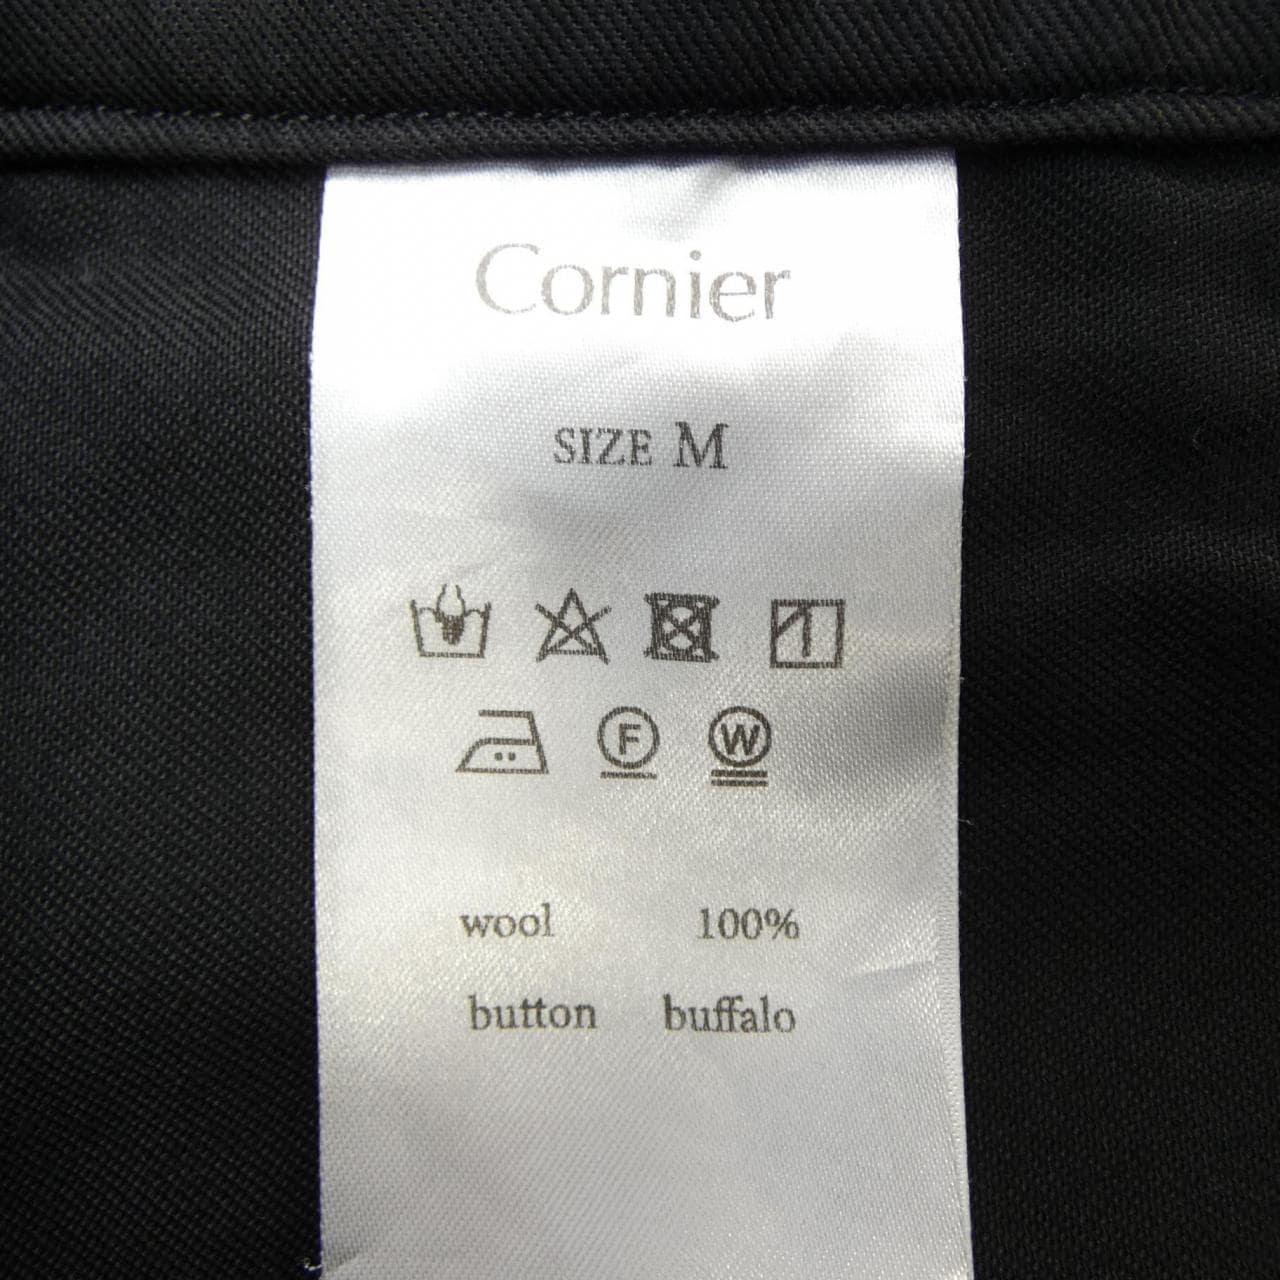 Cornier
SIZE M
F W
wool 100%
button buffalo